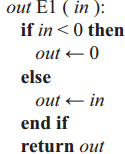 out E1 ( in ):
if in < 0 then
out ← 0
else
out ← in
end if
return out